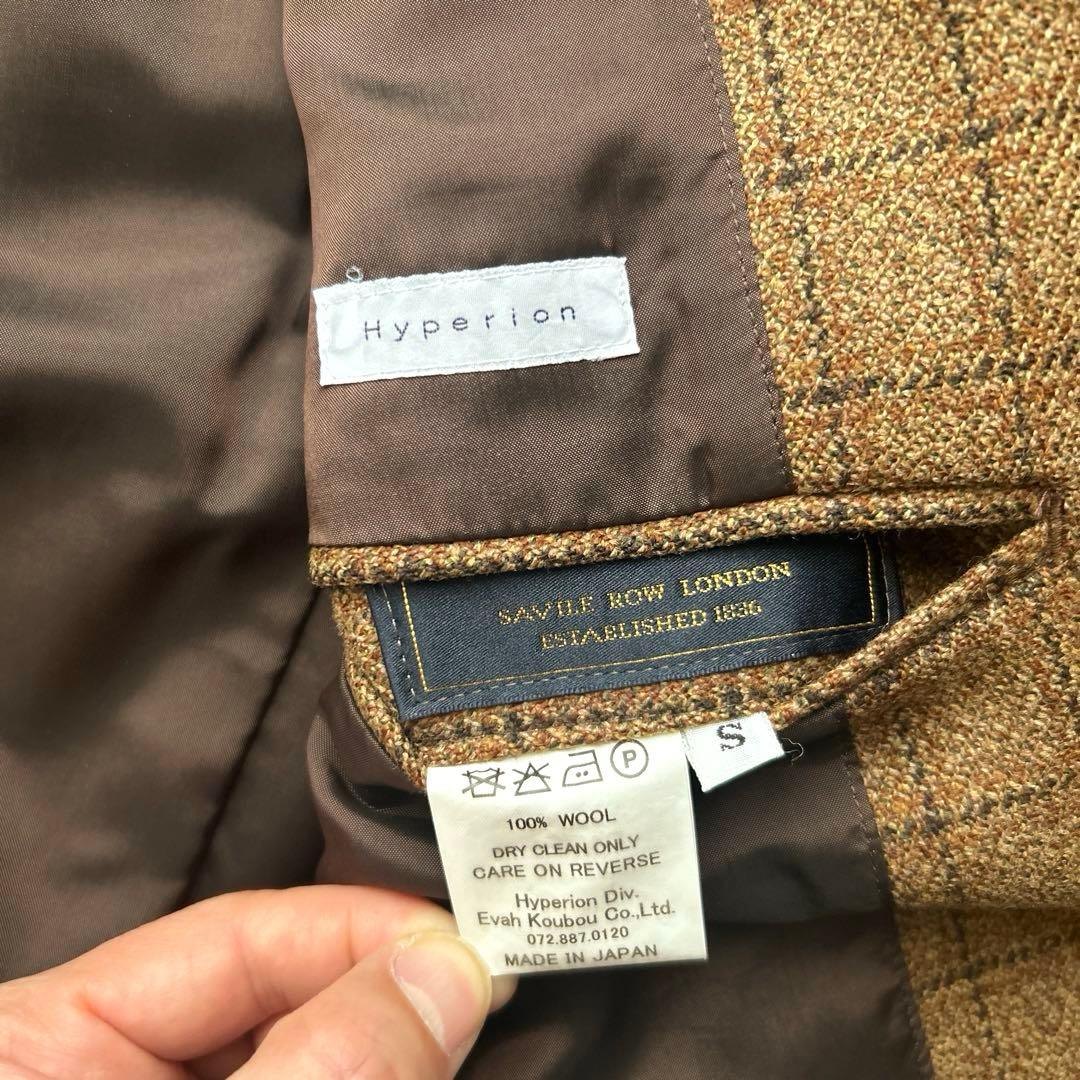 Hyperion
SAVILE ROW LONDON
ESTABLISHED 1836
S
P
100% WOOL
DRY CLEAN ONLY
CARE ON REVERSE
Hyperion Div.
Evah Koubou Co.,Ltd.
072.887.0120
MADE IN JAPAN